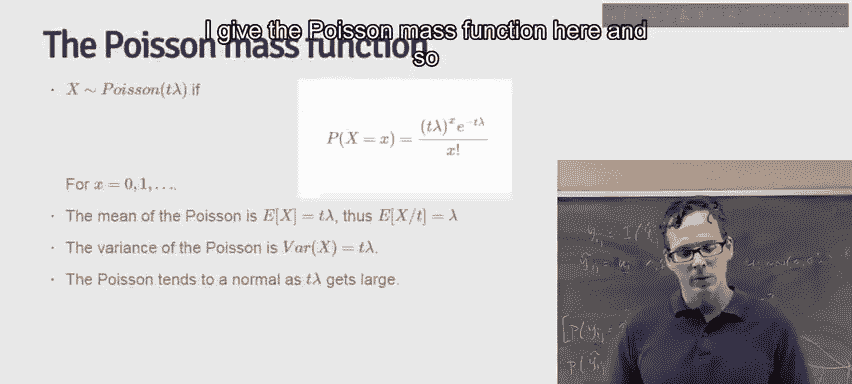 I give the Poisson mass function here and
so
The Poisson mass function
· X ∼ Poisson(tλ) if
P(X = x) = (tλ)^x e^{-tλ} / x!
For x = 0, 1, ….
· The mean of the Poisson is E[X] = tλ, thus E[X/t] = λ
· The variance of the Poisson is Var(X) = tλ.
· The Poisson tends to a normal as tλ gets large.